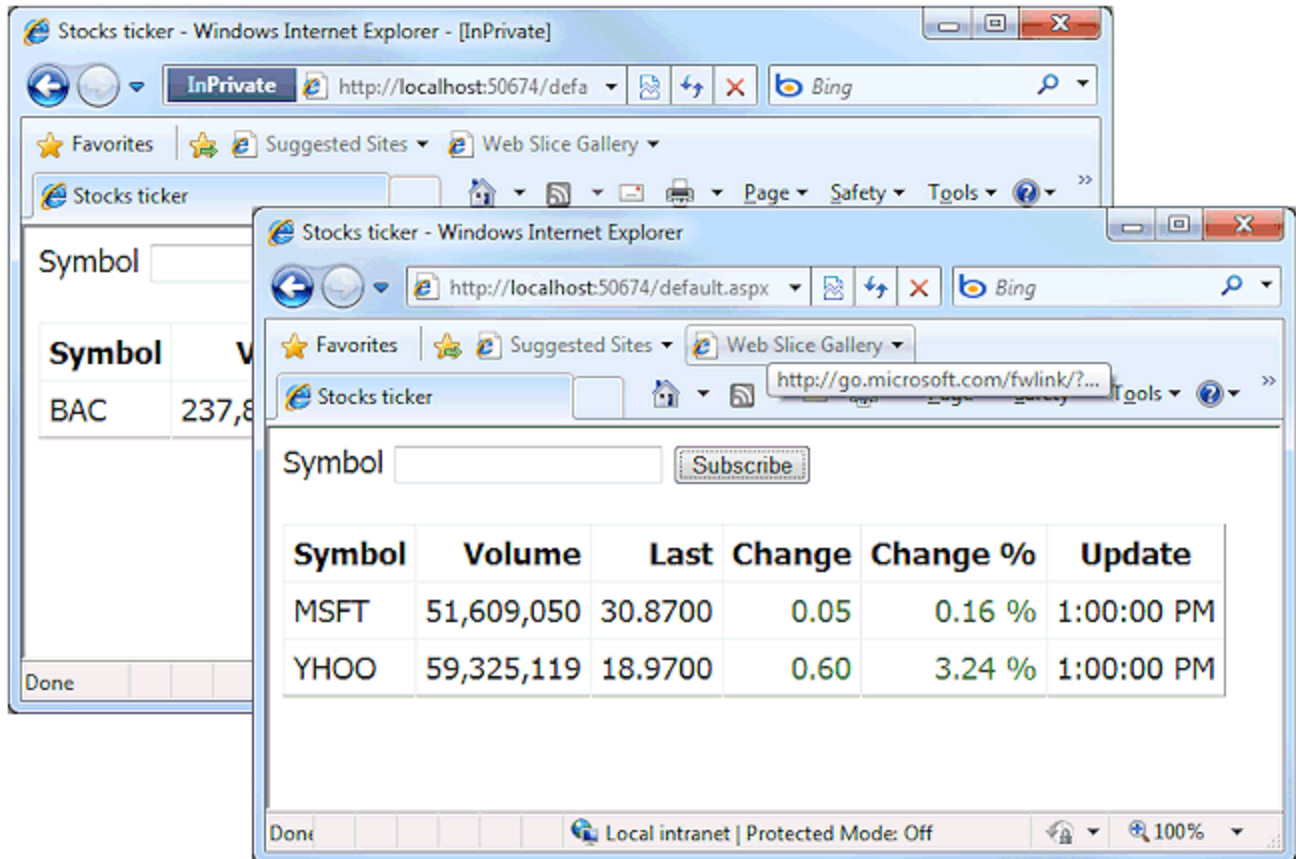 Stocks ticker - Windows Internet Explorer - [InPrivate]
InPrivate http://localhost:50674/defa Bing
Favorites Suggested Sites Web Slice Gallery
Stocks ticker Page Safety Tools »
Symbol
Symbol V
BAC 237,8
Done
Stocks ticker - Windows Internet Explorer
http://localhost:50674/default.aspx Bing
Favorites Suggested Sites Web Slice Gallery
http://go.microsoft.com/fwlink/?...
Stocks ticker Tools »
Symbol Subscribe
Symbol Volume Last Change Change % Update
MSFT 51,609,050 30.8700 0.05 0.16 % 1:00:00 PM
YHOO 59,325,119 18.9700 0.60 3.24 % 1:00:00 PM
Done Local intranet | Protected Mode: Off 100%